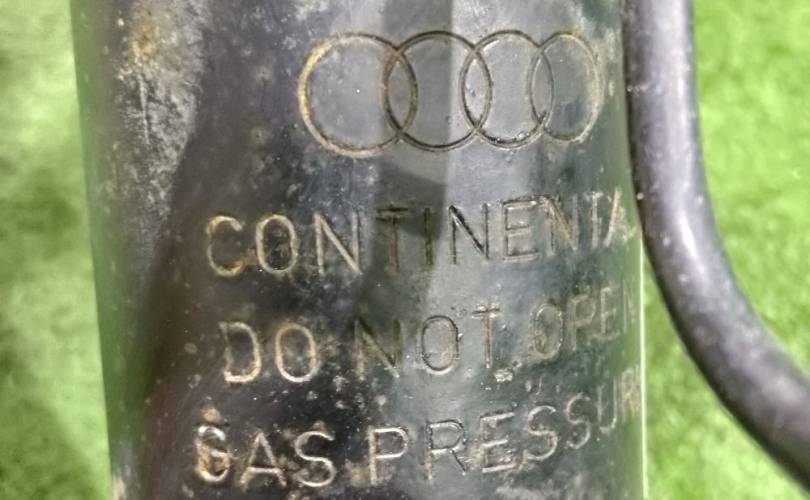 CONTINENTA
DO NOT OPEN
GAS PRESSUR